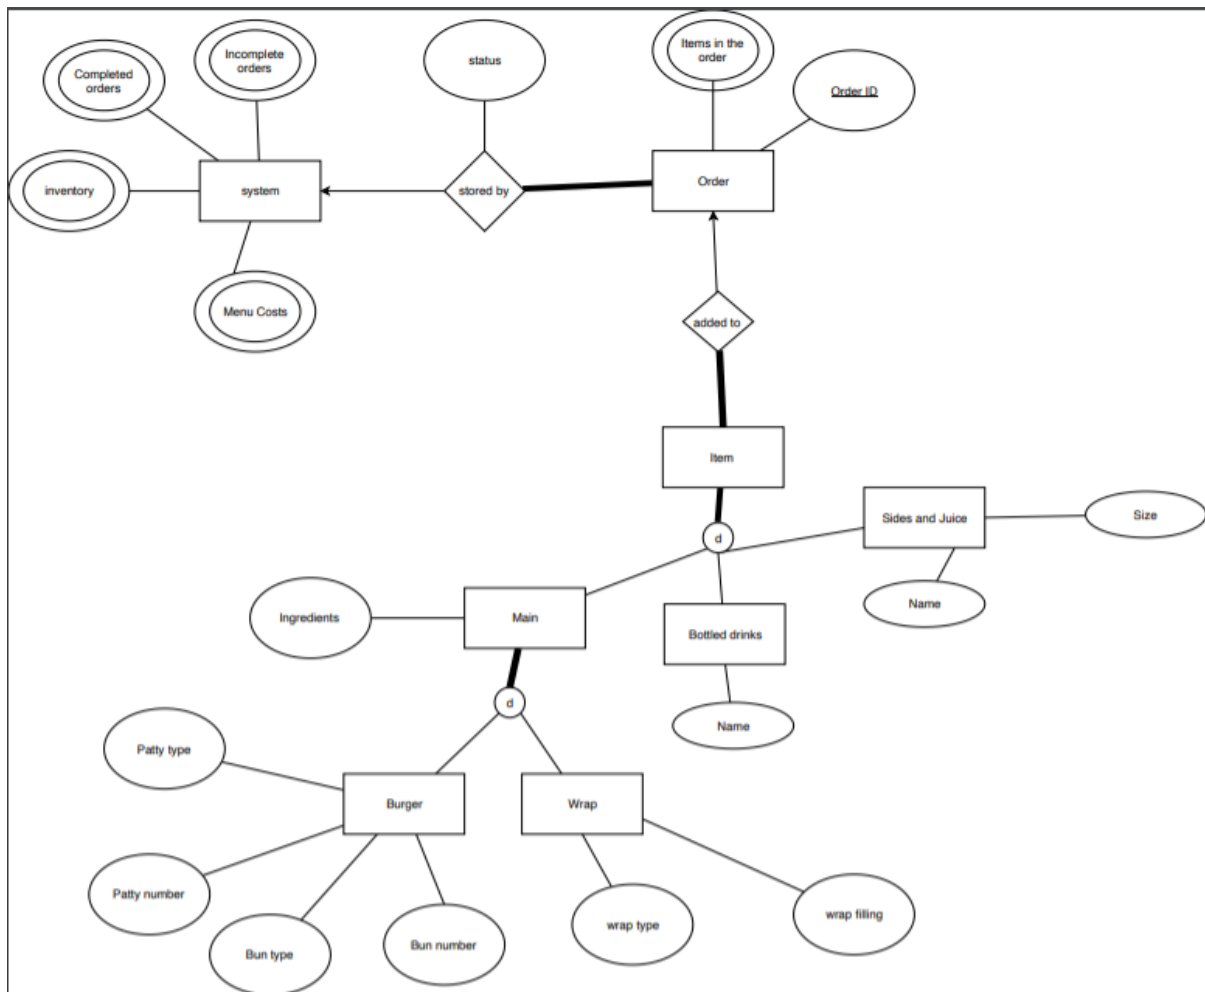 Incomplete
orders
Completed
orders
status
Items in the
order
Order ID
inventory
system
stored by
Order
Menu Costs
added to
Item
d
Sides and Juice
Size
Name
Ingredients
Main
Bottled drinks
d
Name
Patty type
Burger
Wrap
Patty number
Bun type
Bun number
wrap type
wrap filling